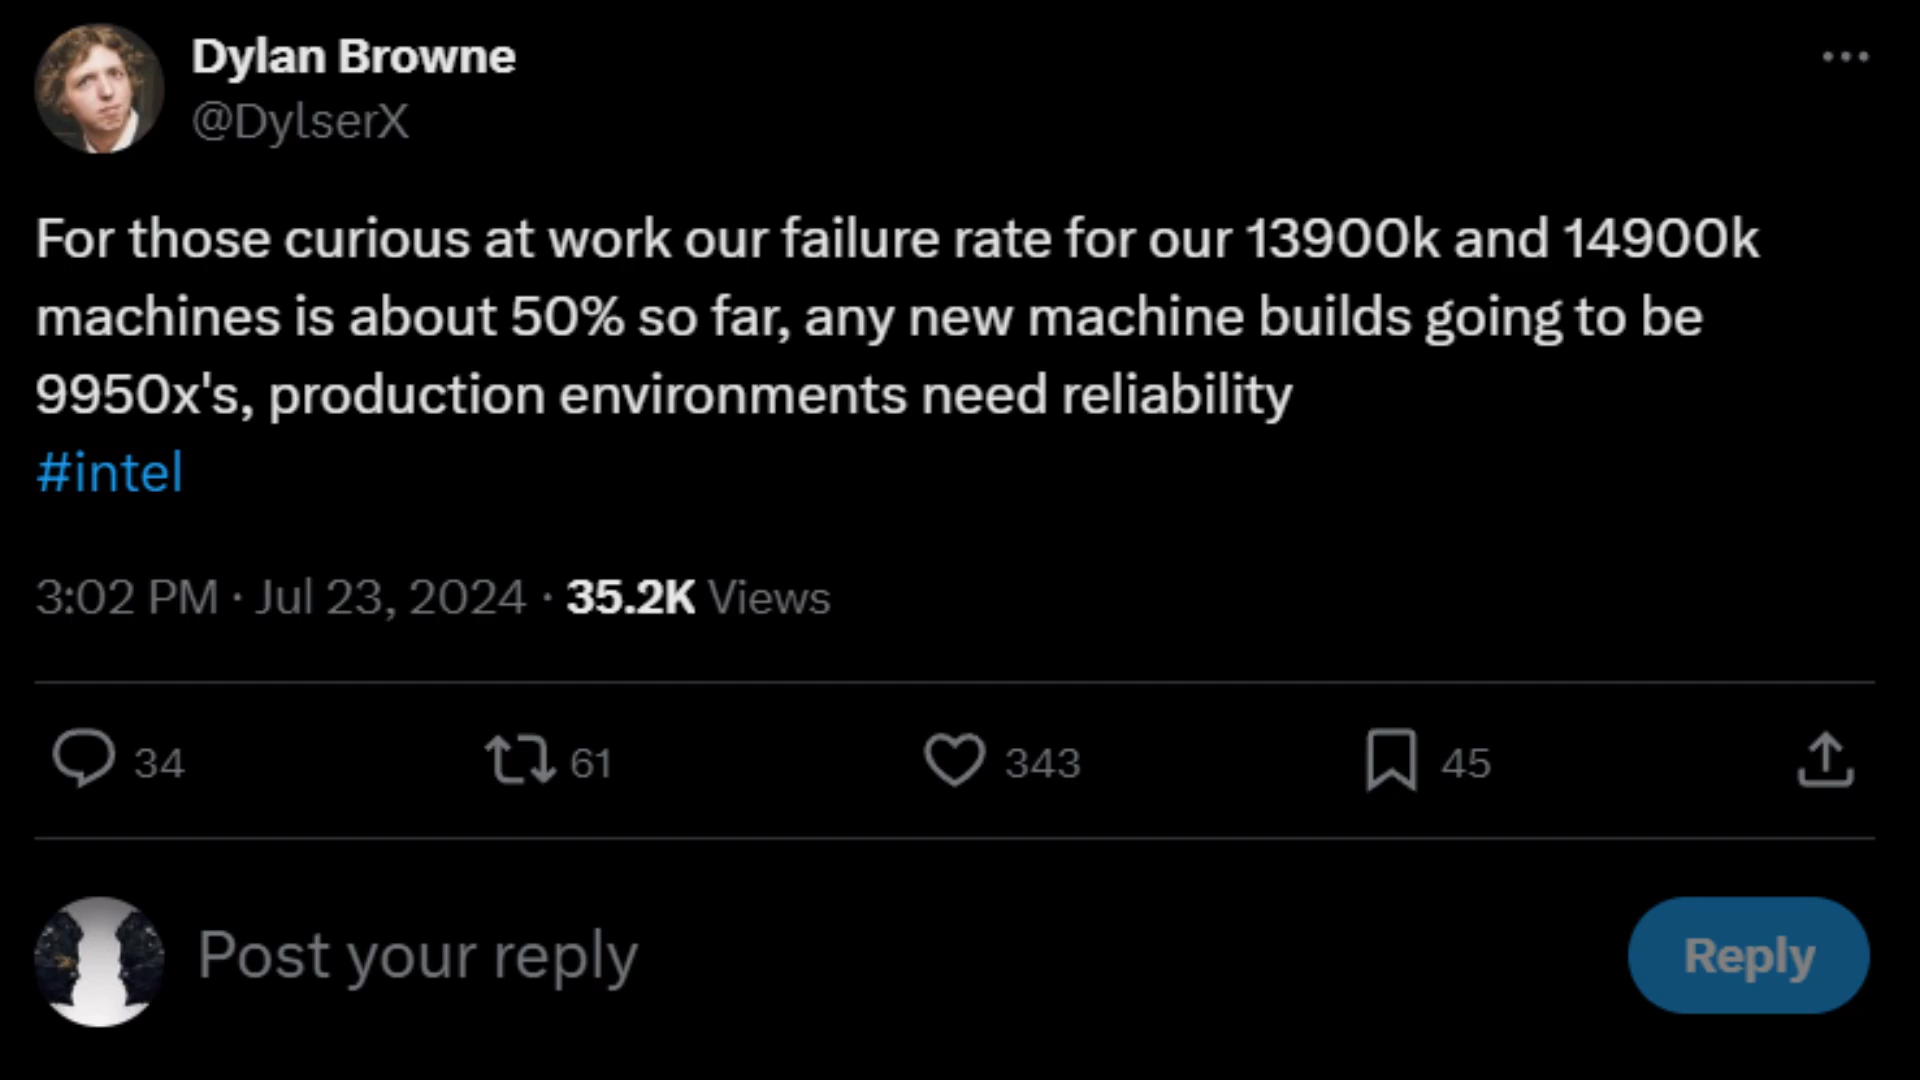 Dylan Browne
@DylserX
For those curious at work our failure rate for our 13900k and 14900k
machines is about 50% so far, any new machine builds going to be
9950x's, production environments need reliability
#intel
3:02 PM · Jul 23, 2024 · 35.2K Views
34 61 343 45
Post your reply Reply